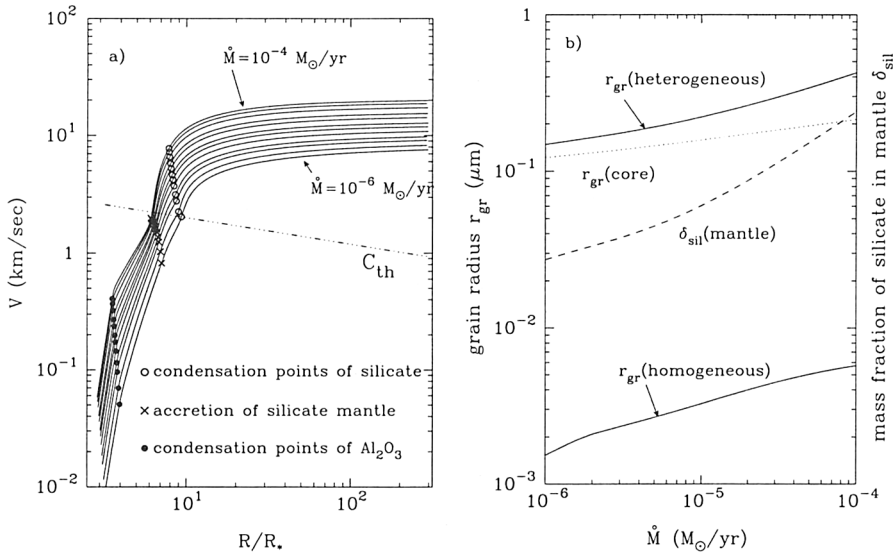 a)
M̊=10⁻⁴ M☉/yr
M̊=10⁻⁶ M☉/yr
C_th
○ condensation points of silicate
× accretion of silicate mantle
● condensation points of Al₂O₃
V (km/sec)
10²
10¹
1
10⁻¹
10⁻²
10¹
10²
R/R*
b)
r_gr(heterogeneous)
r_gr(core)
δ_sil(mantle)
r_gr(homogeneous)
grain radius r_gr (μm)
1
10⁻¹
10⁻²
10⁻³
10⁻⁶
10⁻⁵
10⁻⁴
M̊ (M☉/yr)
mass fraction of silicate in mantle δ_sil